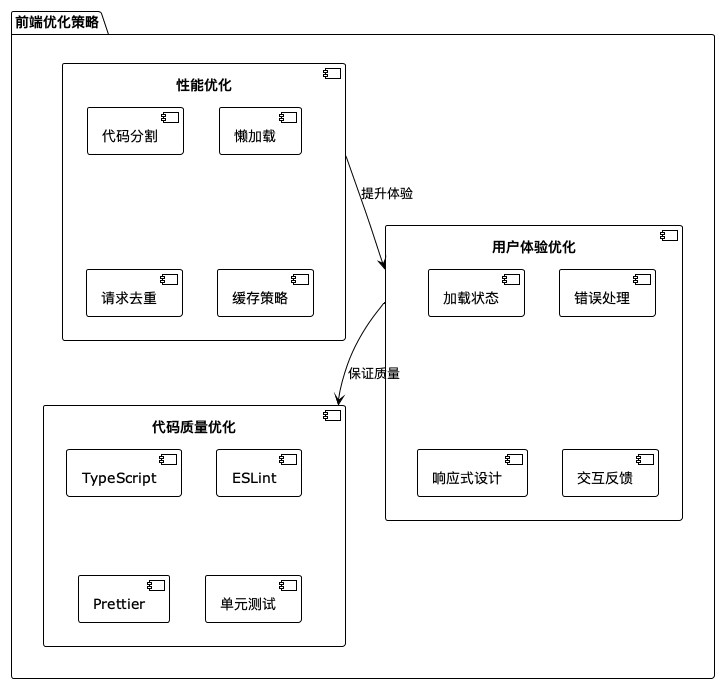 前端优化策略
性能优化
代码分割
懒加载
请求去重
缓存策略
提升体验
用户体验优化
加载状态
错误处理
响应式设计
交互反馈
保证质量
代码质量优化
TypeScript
ESLint
Prettier
单元测试